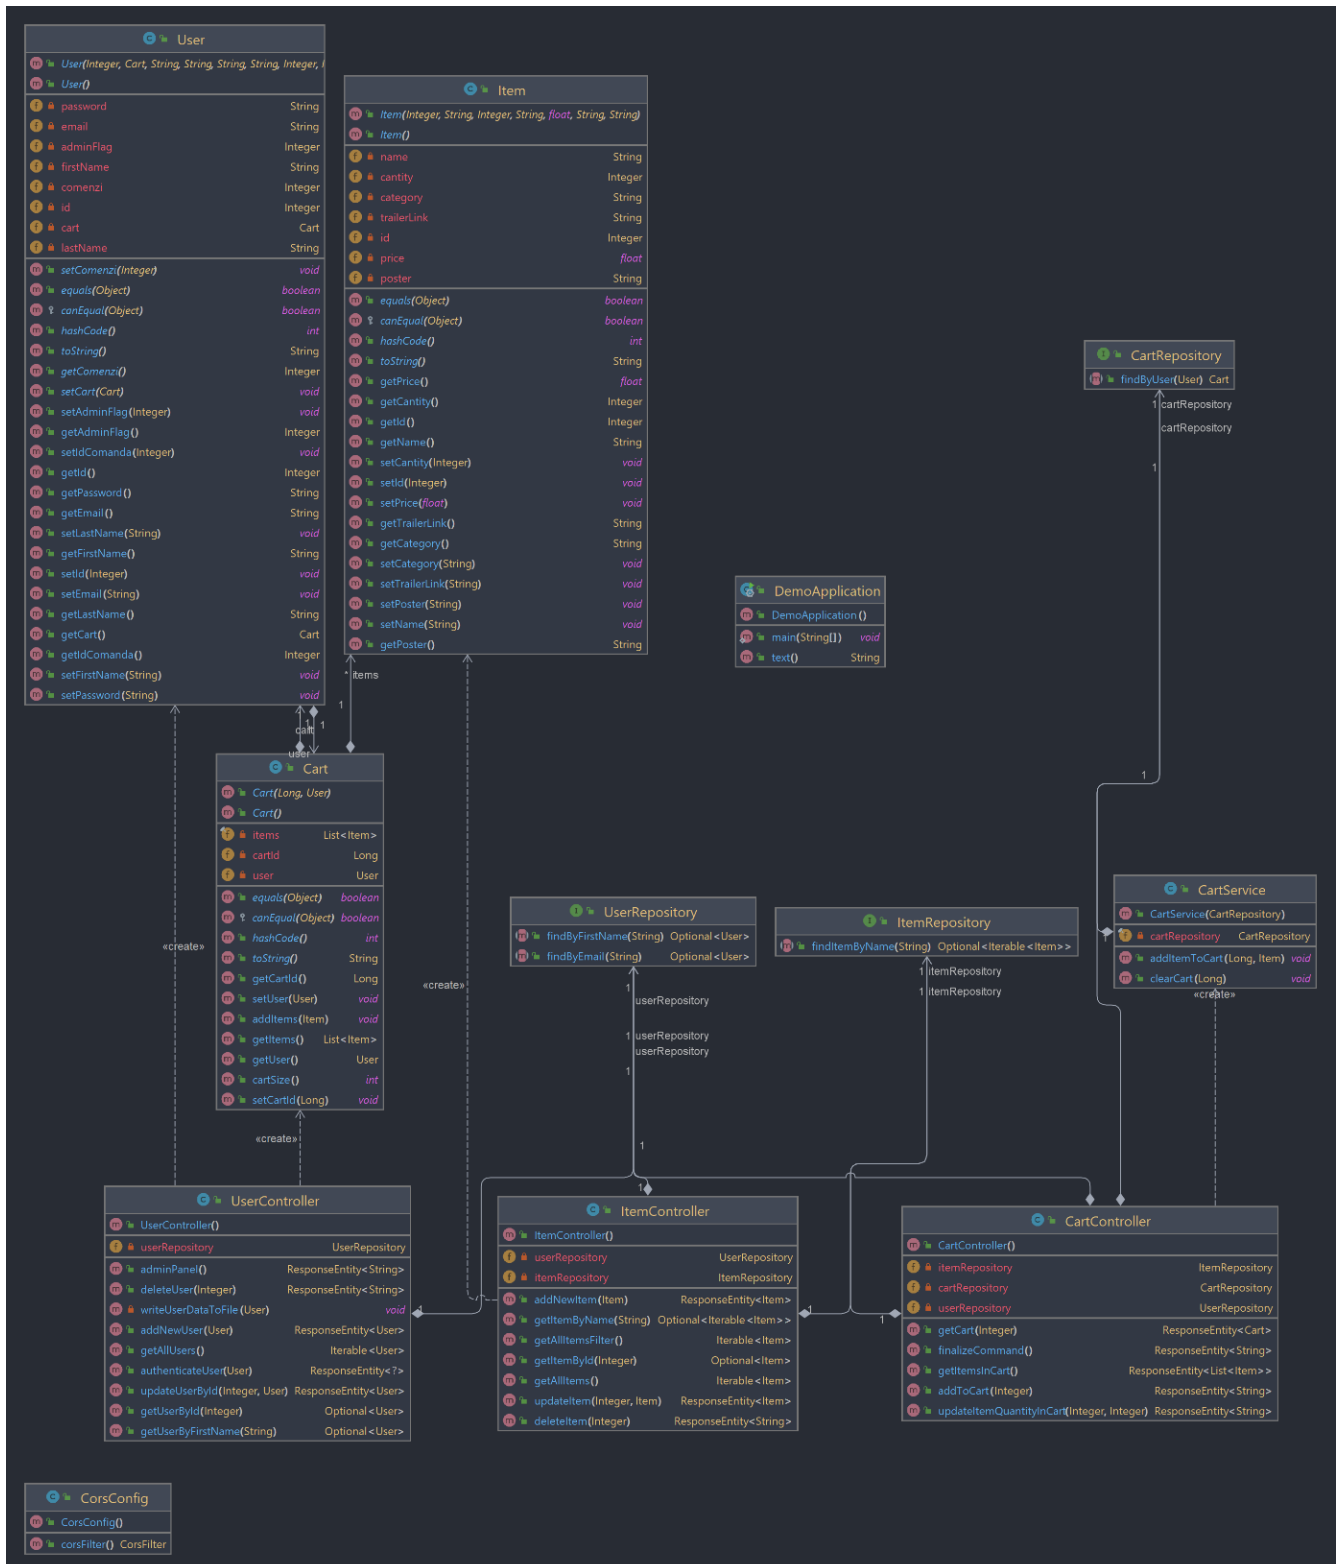 User
User(Integer, Cart, String, String, String, String, Integer,
User()
password String
email String
adminFlag Integer
firstName String
comenzi Integer
id Integer
cart Cart
lastName String
setComenzi(Integer) void
equals(Object) boolean
canEqual(Object) boolean
hashCode() int
toString() String
getComenzi() Integer
setCart(Cart) void
setAdminFlag(Integer) void
getAdminFlag() Integer
setIdComanda(Integer) void
getId() Integer
getPassword() String
getEmail() String
setLastName(String) void
getFirstName() String
setId(Integer) void
setEmail(String) void
getLastName() String
getCart() Cart
getIdComanda() Integer
setFirstName(String) void
setPassword(String) void
Item
Item(Integer, String, Integer, String, float, String, String)
Item()
name String
cantity Integer
category String
trailerLink String
id Integer
price float
poster String
equals(Object) boolean
canEqual(Object) boolean
hashCode() int
toString() String
getPrice() float
getCantity() Integer
getId() Integer
getName() String
setCantity(Integer) void
setId(Integer) void
setPrice(float) void
getTrailerLink() String
getCategory() String
setCategory(String) void
setTrailerLink(String) void
setPoster(String) void
setName(String) void
getPoster() String
CartRepository
findByUser(User) Cart
1 cartRepository
cartRepository
1
DemoApplication
DemoApplication()
main(String[]) void
text() String
* items
1
cart
1
1
user
1
Cart
Cart(Long, User)
Cart()
items List<Item>
cartId Long
user User
equals(Object) boolean
canEqual(Object) boolean
hashCode() int
toString() String
getCartId() Long
setUser(User) void
addItems(Item) void
getItems() List<Item>
getUser() User
cartSize() int
setCartId(Long) void
«create»
«create»
«create»
UserRepository
findByFirstName(String) Optional<User>
findByEmail(String) Optional<User>
1
userRepository
1 userRepository
userRepository
1
1
1
ItemRepository
findItemByName(String) Optional<Iterable<Item>>
1 itemRepository
1 itemRepository
CartService
CartService(CartRepository)
cartRepository CartRepository
addItemToCart(Long, Item) void
clearCart(Long) void
1
«create»
UserController
UserController()
userRepository UserRepository
adminPanel() ResponseEntity<String>
deleteUser(Integer) ResponseEntity<String>
writeUserDataToFile(User) void
addNewUser(User) ResponseEntity<User>
getAllUsers() Iterable<User>
authenticateUser(User) ResponseEntity<?>
updateUserById(Integer, User) ResponseEntity<User>
getUserById(Integer) Optional<User>
getUserByFirstName(String) Optional<User>
1
ItemController
ItemController()
userRepository UserRepository
itemRepository ItemRepository
addNewItem(Item) ResponseEntity<Item>
getItemByName(String) Optional<Iterable<Item>>
getAllItemsFilter() Iterable<Item>
getItemById(Integer) Optional<Item>
getAllItems() Iterable<Item>
updateItem(Integer, Item) ResponseEntity<Item>
deleteItem(Integer) ResponseEntity<String>
1
1
CartController
CartController()
itemRepository ItemRepository
cartRepository CartRepository
userRepository UserRepository
getCart(Integer) ResponseEntity<Cart>
finalizeCommand() ResponseEntity<String>
getItemsInCart() ResponseEntity<List<Item>>
addToCart(Integer) ResponseEntity<String>
updateItemQuantityInCart(Integer, Integer) ResponseEntity<String>
CorsConfig
CorsConfig()
corsFilter() CorsFilter